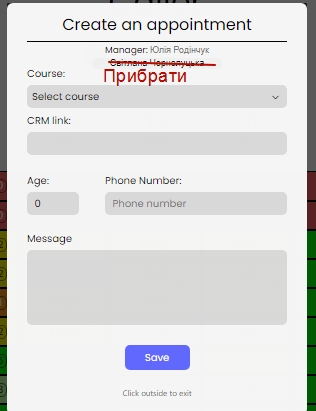 Create an appointment
Manager: Юлія Родінчук
Світлана Чорнопуцька
Course:
Прибрати
Select course
CRM link:
Age:
Phone Number:
0
Phone number
Message
Save
Click outside to exit